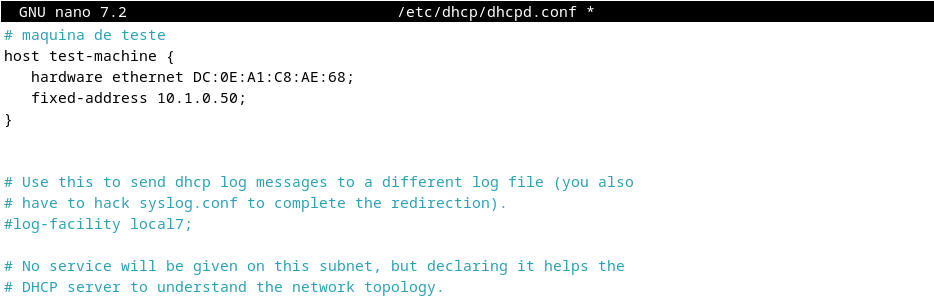 GNU nano 7.2 /etc/dhcp/dhcpd.conf *
# maquina de teste
host test-machine {
hardware ethernet DC:0E:A1:C8:AE:68;
fixed-address 10.1.0.50;
}
# Use this to send dhcp log messages to a different log file (you also
# have to hack syslog.conf to complete the redirection).
#log-facility local7;
# No service will be given on this subnet, but declaring it helps the
# DHCP server to understand the network topology.